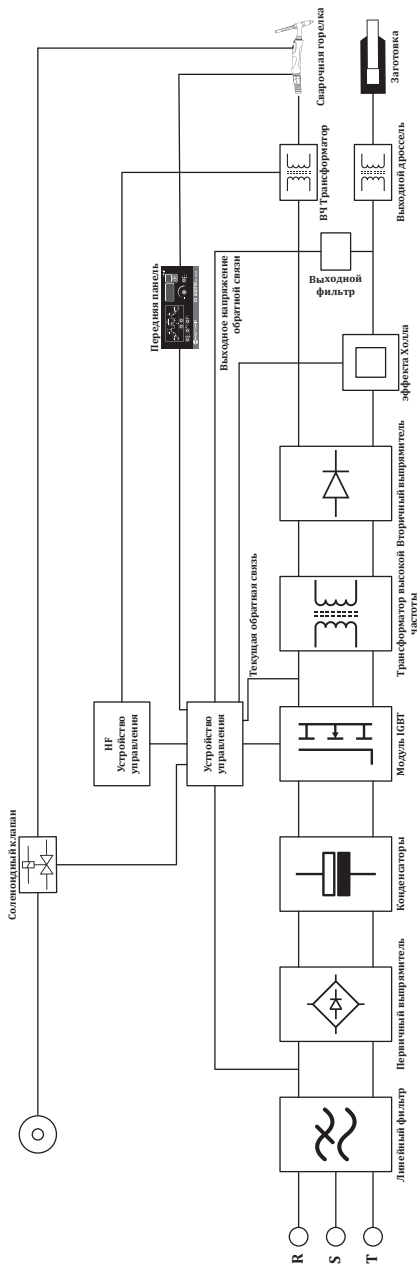 Соленоидный клапан
HF
Устройство
управления
Устройство
управления
Передняя панель
Выходное напряжение
обратной связи
Текущая обратная связь
R
S
T
Линейный фильтр
Первичный выпрямитель
Конденсаторы
Модуль IGBT
Трансформатор высокой
частоты
Вторичный выпрямитель
эффекта Холла
Выходной
фильтр
ВЧ Трансформатор
Выходной дроссель
Сварочная горелка
Заготовка